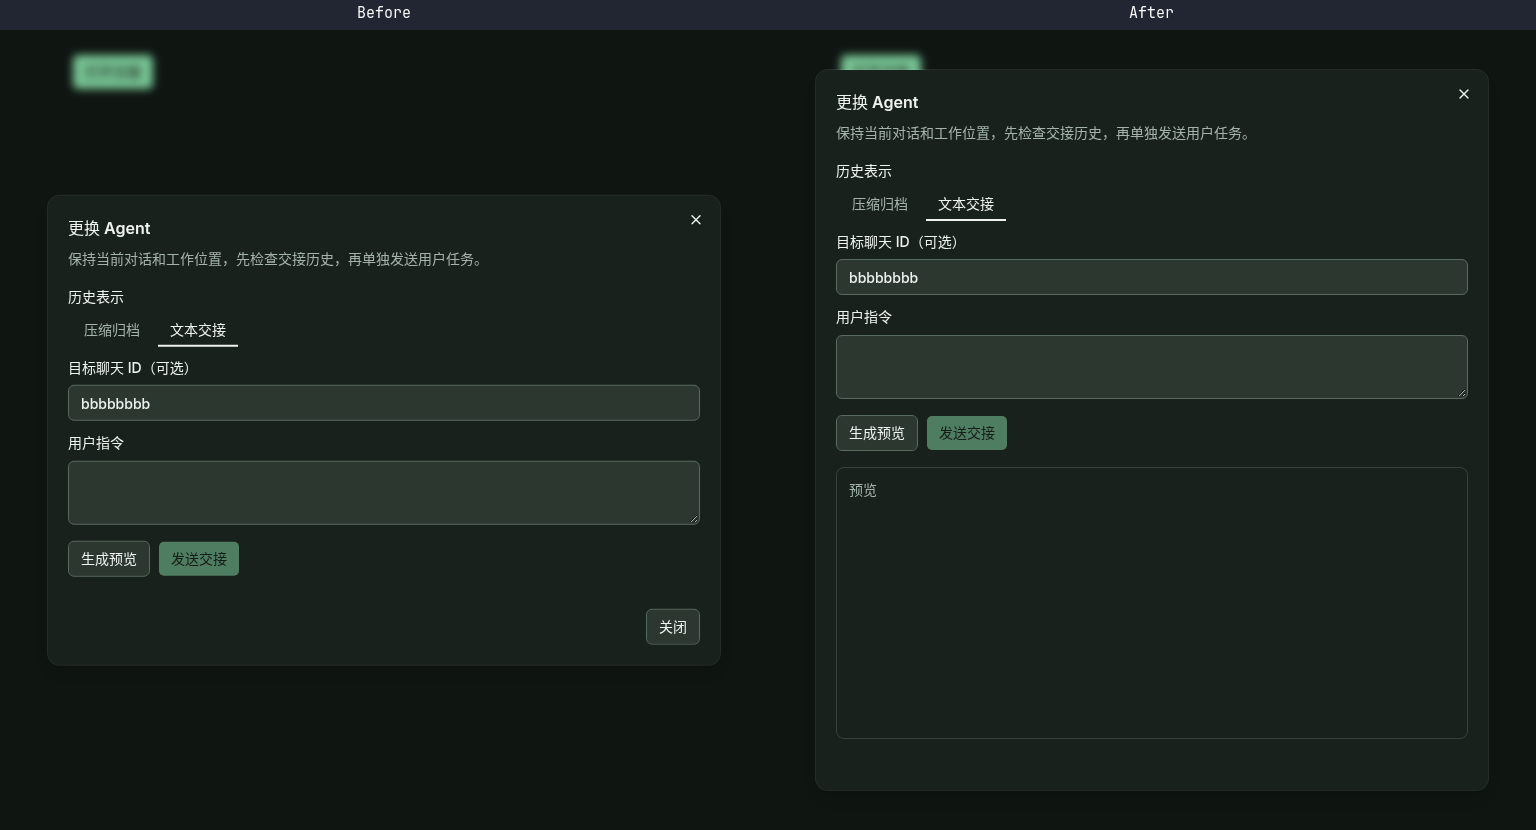 Before
After
更换 Agent
保持当前对话和工作位置，先检查交接历史，再单独发送用户任务。
历史表示
压缩归档
文本交接
目标聊天 ID（可选）
bbbbbbbb
用户指令
生成预览
发送交接
关闭
更换 Agent
保持当前对话和工作位置，先检查交接历史，再单独发送用户任务。
历史表示
压缩归档
文本交接
目标聊天 ID（可选）
bbbbbbbb
用户指令
生成预览
发送交接
预览